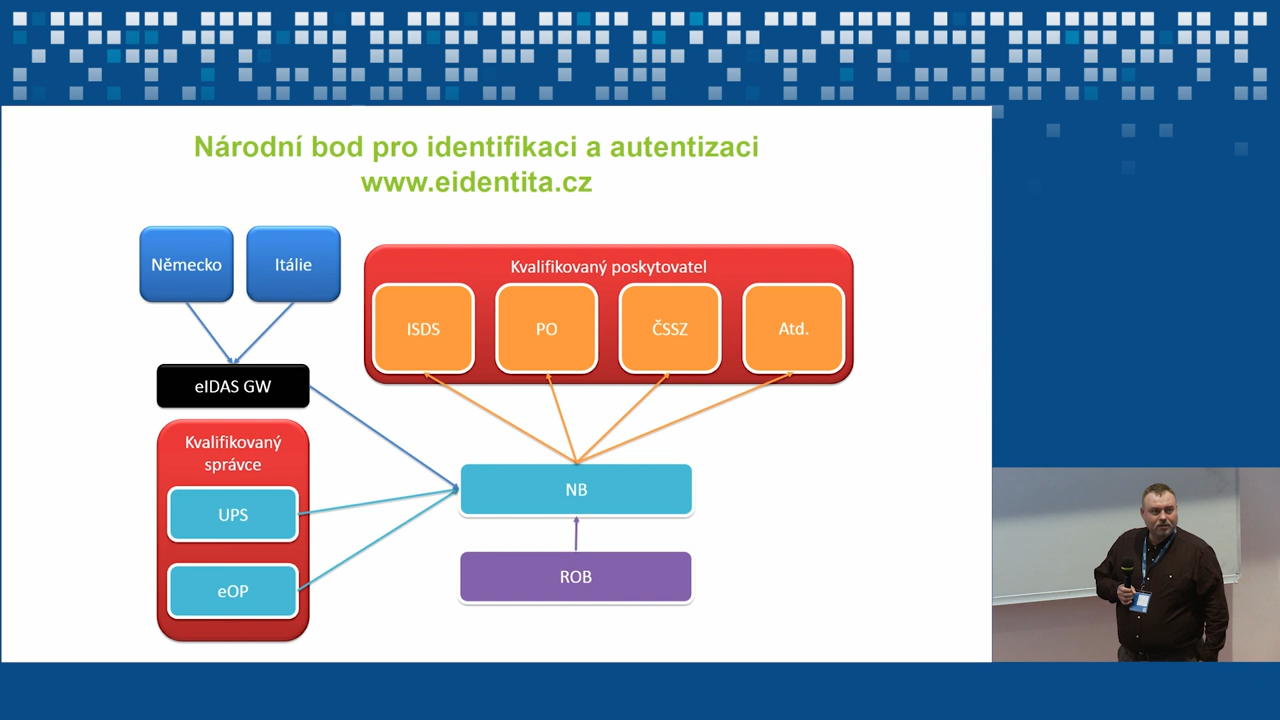 Národní bod pro identifikaci a autentizaci
www.eidentita.cz
Německo
Itálie
Kvalifikovaný poskytovatel
ISDS
PO
ČSSZ
Atd.
eIDAS GW
Kvalifikovaný
správce
UPS
eOP
NB
ROB